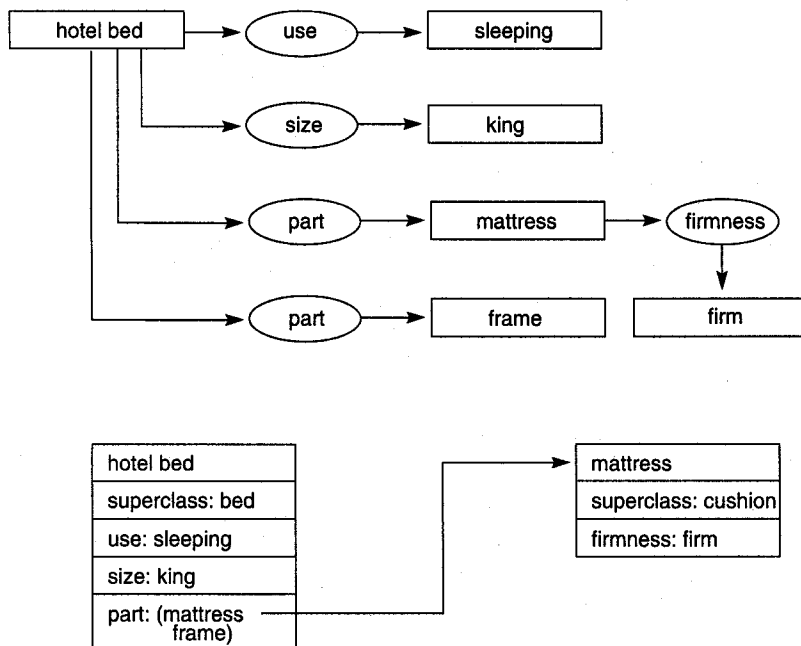 hotel bed use sleeping
size king
part mattress firmness
part frame firm
hotel bed
superclass: bed
use: sleeping
size: king
part: (mattress
frame)
mattress
superclass: cushion
firmness: firm